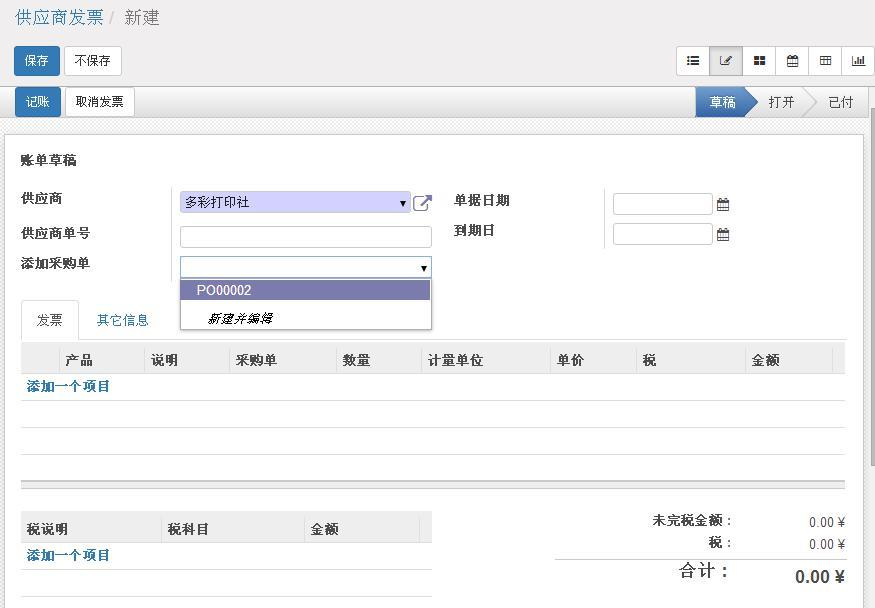 供应商发票 / 新建
保存 不保存
记账 取消发票 草稿 打开 已付
账单草稿
供应商 多彩打印社 单据日期
供应商单号 到期日
添加采购单
PO00002
新建并编辑
发票 其它信息
产品 说明 采购单 数量 计量单位 单价 税 金额
添加一个项目
税说明 税科目 金额
添加一个项目
未完税金额： 0.00 ¥
税： 0.00 ¥
合计： 0.00 ¥